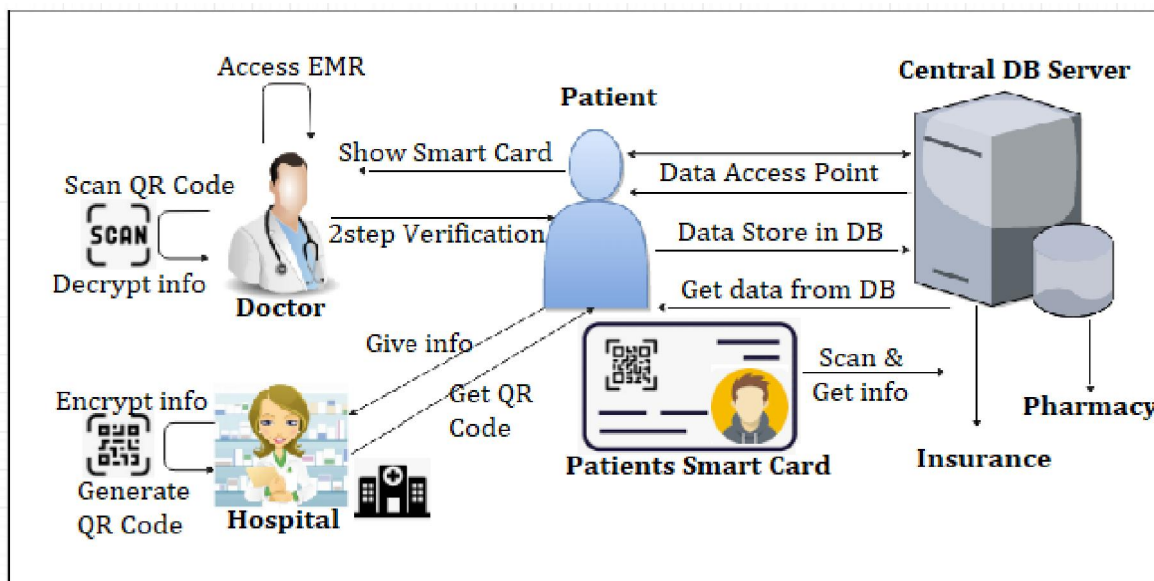 Access EMR
Patient
Central DB Server
Show Smart Card
Data Access Point
Scan QR Code
SCAN
2step Verification
Data Store in DB
Decrypt info
Doctor
Get data from DB
Give info
Scan &
Get info
Encrypt info
Get QR
Code
Pharmacy
Patients Smart Card
Insurance
Generate
QR Code
Hospital